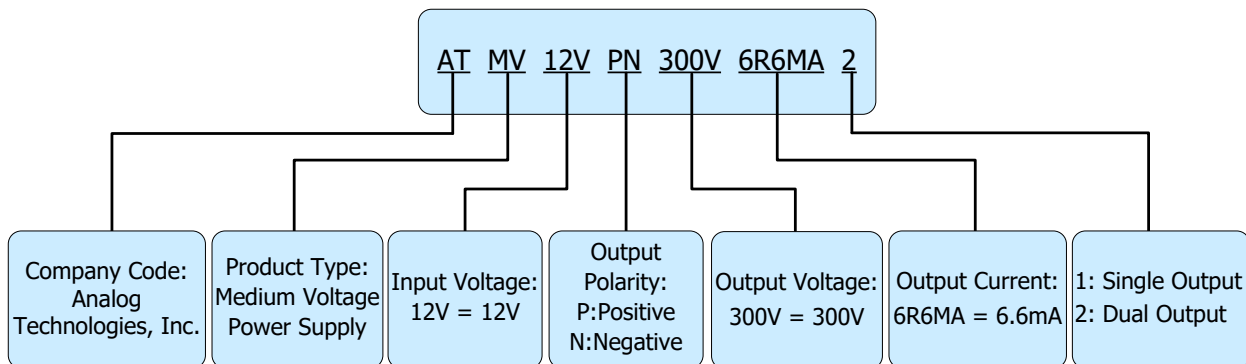 AT MV 12V PN 300V 6R6MA 2
Company Code:
Analog
Technologies, Inc.
Product Type:
Medium Voltage
Power Supply
Input Voltage:
12V = 12V
Output
Polarity:
P:Positive
N:Negative
Output Voltage:
300V = 300V
Output Current:
6R6MA = 6.6mA
1: Single Output
2: Dual Output